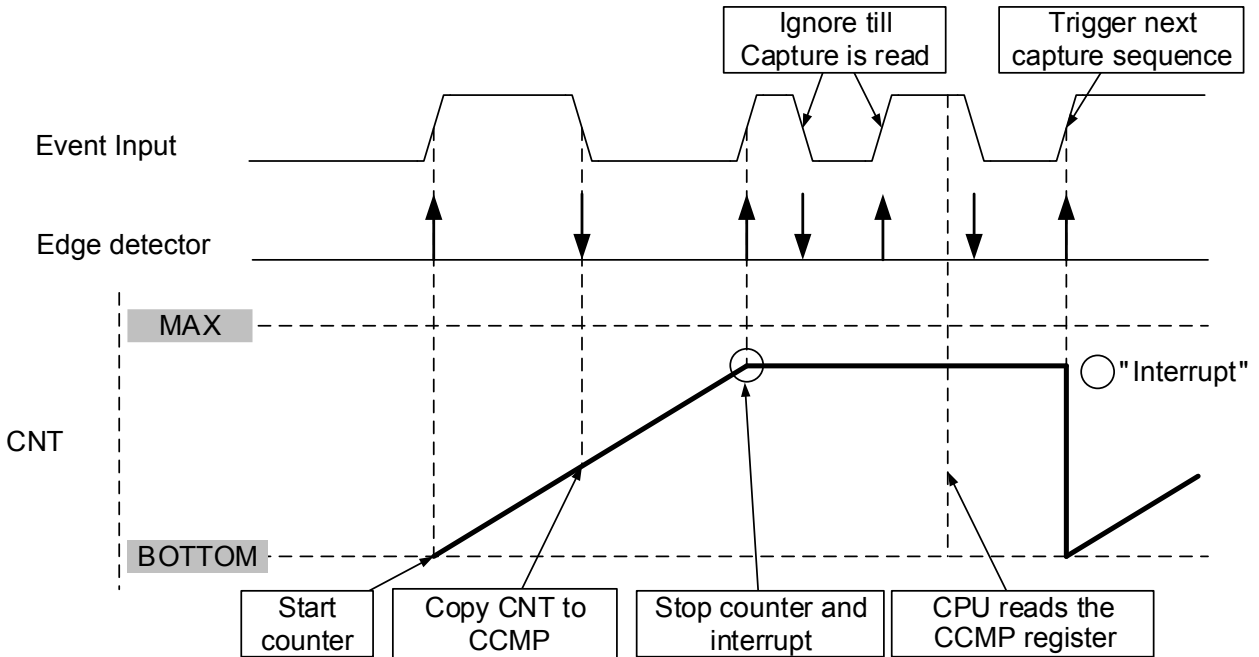 Ignore till
Capture is read
Trigger next
capture sequence
Event Input
Edge detector
MAX
"Interrupt"
CNT
BOTTOM
Start
counter
Copy CNT to
CCMP
Stop counter and
interrupt
CPU reads the
CCMP register